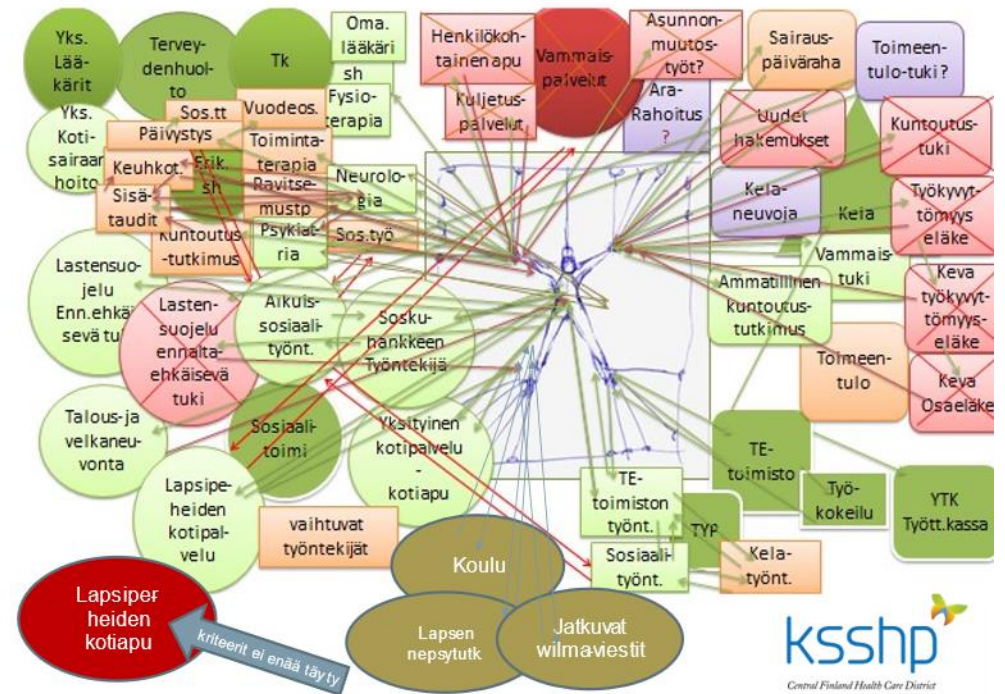 Yks.
Lää-
kärit
Tervey-
denhuol-
to
Tk
Oma.
lääkäri
sh
Fysio-
terapia
Henkilökoh-
tainen apu
Kuljetus-
palvelut
Vammais-
palvelut
Asunnon-
muutos-
työt?
Ara-
Rahoitus
?
Sairaus-
päiväraha
Toimeen-
tulo-tuki ?
Yks.
Koti-
sairaan
hoito
Sos.tt
Vuodeos.
Päivystys
Toiminta-
terapia
Keuhkot.
Erik.
sh
Ravitse-
mustp
Neurolo-
gia
Sisä-
taudit
Kuntoutus
-tutkimus
Psykiat-
ria
Sos.työ
Uudet
hakemukset
Kuntoutus-
tuki
Kela-
neuvoja
Kela
Työkyvyt-
tömyys
eläke
Vammais-
tuki
Ammatillinen
kuntoutus-
tutkimus
Keva
työkyvyt-
tömyys-
eläke
Toimeen-
tulo
Keva
Osaeläke
Lastensuo-
jelu
Enn.ehkäi
sevä tuki
Lasten-
suojelu
ennalta-
ehkäisevä
tuki
Aikuis-
sosiaali-
työnt.
Sosku-
hankkeen
Työntekijä
Talous- ja
velkaneu-
vonta
Sosiaali-
toimi
Yksityinen
kotipalvelu
-
kotiapu
Lapsipe-
heiden
kotipal-
velu
vaihtuvat
työntekijät
TE-
toimiston
työnt.
TYP
TE-
toimisto
Työ-
kokeilu
YTK
Tyött.kassa
Sosiaali-
työnt.
Kela-
työnt.
Koulu
Lapsen
nepsytutk
Jatkuvat
wilma-viestit
Lapsiper
heiden
kotiapu
kriteerit ei enää täyty
ksshp
Central Finland Health Care District